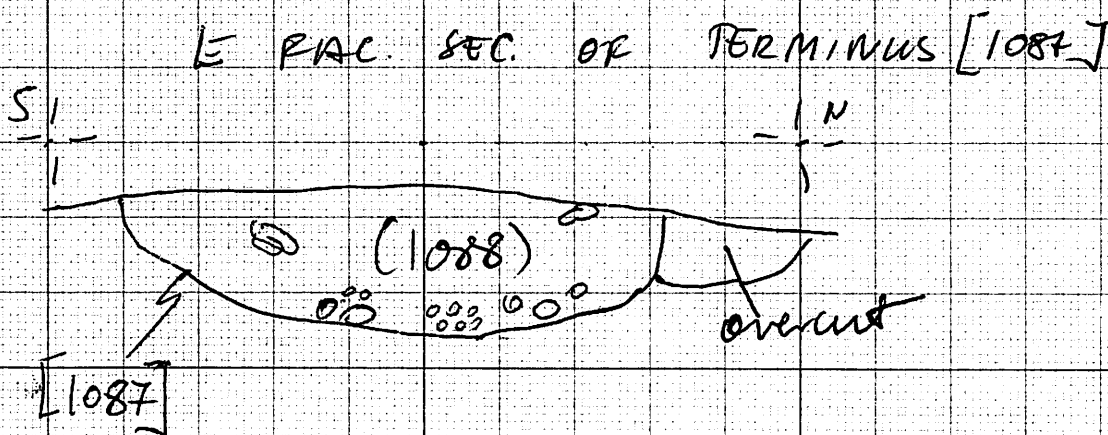 E FAC. SEC. OF TERMINUS [1087]
S N
(1088)
overcut
[1087]